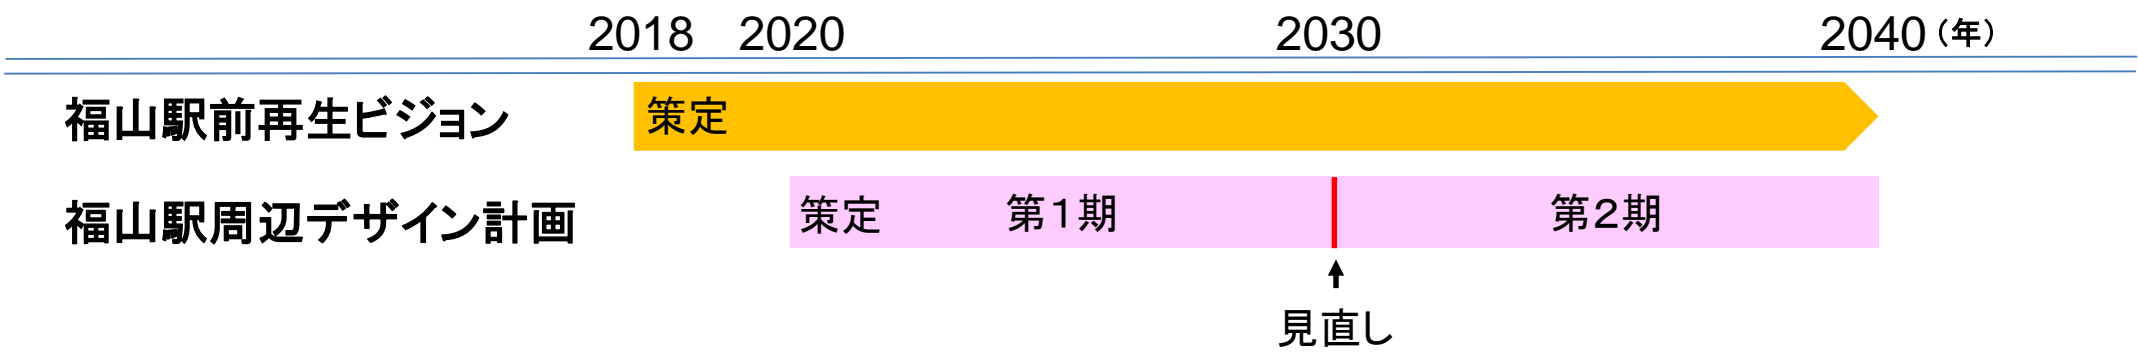 2018 2020 2030 2040（年）
福山駅前再生ビジョン 策定
福山駅周辺デザイン計画 策定 第１期 第２期
見直し